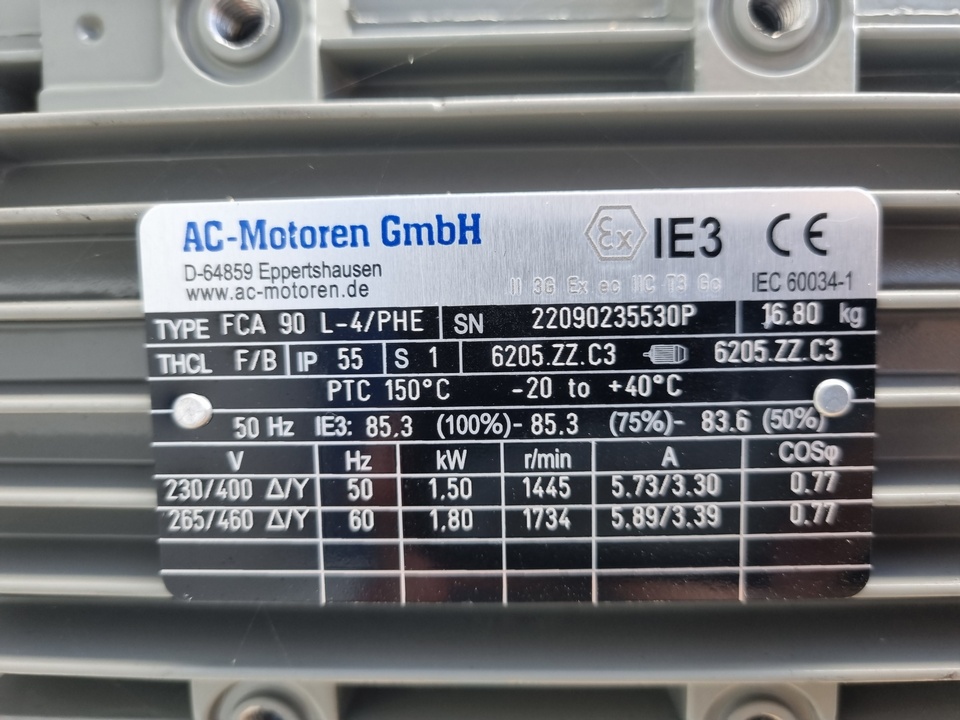 AC-Motoren GmbH
D-64859 Eppertshausen
www.ac-motoren.de
Ex IE3 CE
II 3G Ex ec IIC T3 Gc IEC 60034-1
TYPE FCA 90 L-4/PHE SN 22090235530P 16.80 kg
THCL F/B IP 55 S 1 6205.ZZ.C3 6205.ZZ.C3
PTC 150°C -20 to +40°C
50 Hz IE3: 85.3 (100%)- 85.3 (75%)- 83.6 (50%)
V Hz kW r/min A COSφ
230/400 Δ/Y 50 1.50 1445 5.73/3.30 0.77
265/460 Δ/Y 60 1.80 1734 5.89/3.39 0.77